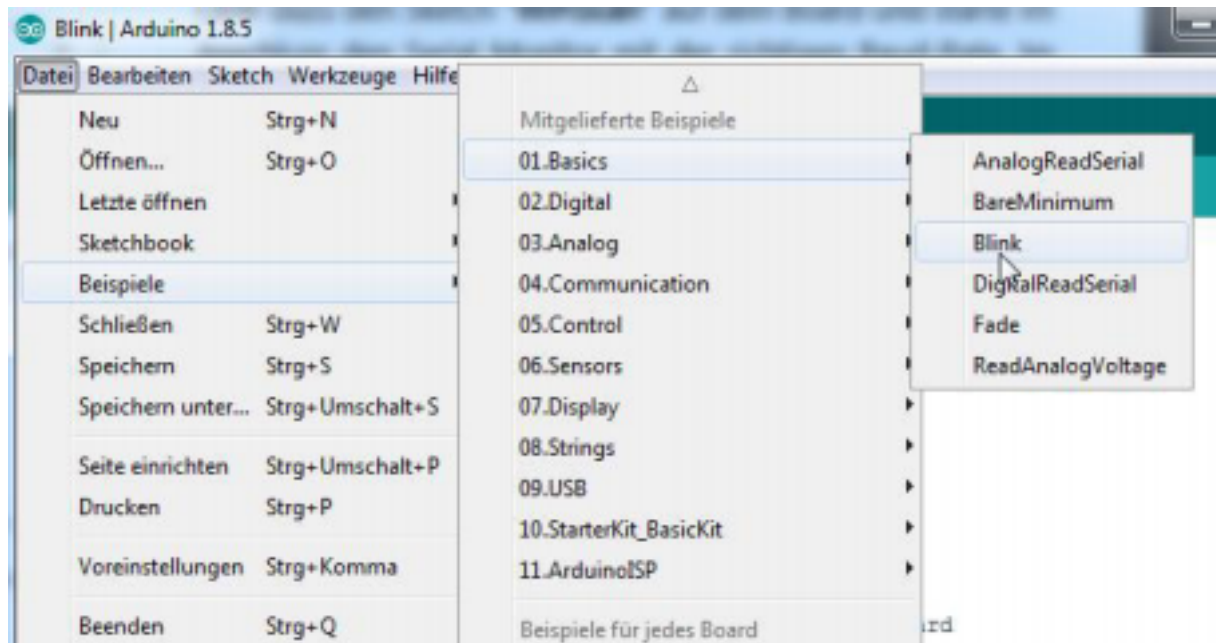 Blink | Arduino 1.8.5
Datei Bearbeiten Sketch Werkzeuge Hilfe
Neu Strg+N
Öffnen... Strg+O
Letzte öffnen
Sketchbook
Beispiele
Schließen Strg+W
Speichern Strg+S
Speichern unter... Strg+Umschalt+S
Seite einrichten Strg+Umschalt+P
Drucken Strg+P
Voreinstellungen Strg+Komma
Beenden Strg+Q
Mitgelieferte Beispiele
01.Basics
02.Digital
03.Analog
04.Communication
05.Control
06.Sensors
07.Display
08.Strings
09.USB
10.StarterKit_BasicKit
11.ArduinoISP
Beispiele für jedes Board
AnalogReadSerial
BareMinimum
Blink
DigitalReadSerial
Fade
ReadAnalogVoltage